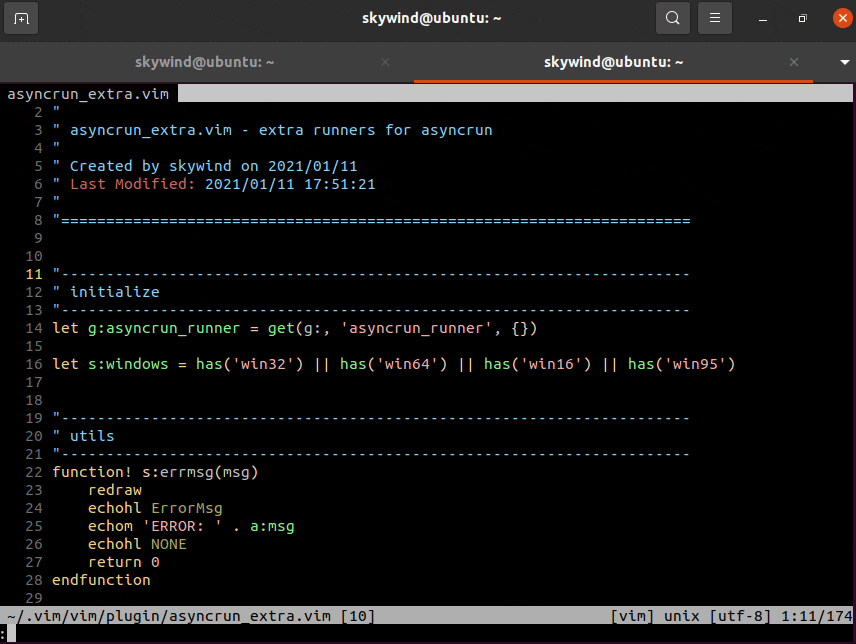 skywind@ubuntu: ~
skywind@ubuntu: ~ × skywind@ubuntu: ~ ×
asyncrun_extra.vim
2 "
3 " asyncrun_extra.vim - extra runners for asyncrun
4 "
5 " Created by skywind on 2021/01/11
6 " Last Modified: 2021/01/11 17:51:21
7 "
8 "======================================================================
9
10
11 "----------------------------------------------------------------------
12 " initialize
13 "----------------------------------------------------------------------
14 let g:asyncrun_runner = get(g:, 'asyncrun_runner', {})
15
16 let s:windows = has('win32') || has('win64') || has('win16') || has('win95')
17
18
19 "----------------------------------------------------------------------
20 " utils
21 "----------------------------------------------------------------------
22 function! s:errmsg(msg)
23     redraw
24     echohl ErrorMsg
25     echom 'ERROR: ' . a:msg
26     echohl NONE
27     return 0
28 endfunction
29
~/.vim/vim/plugin/asyncrun_extra.vim [10] [vim] unix [utf-8] 1:11/174
: